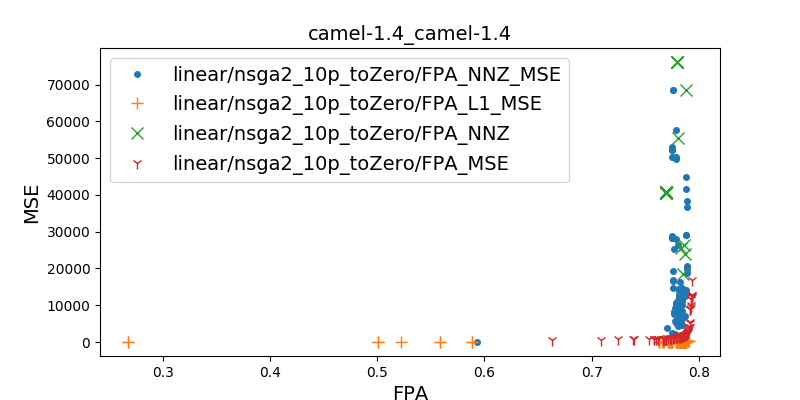 camel-1.4_camel-1.4
linear/nsga2_10p_toZero/FPA_NNZ_MSE
linear/nsga2_10p_toZero/FPA_L1_MSE
linear/nsga2_10p_toZero/FPA_NNZ
linear/nsga2_10p_toZero/FPA_MSE
MSE
70000
60000
50000
40000
30000
20000
10000
0
0.3 0.4 0.5 0.6 0.7 0.8
FPA